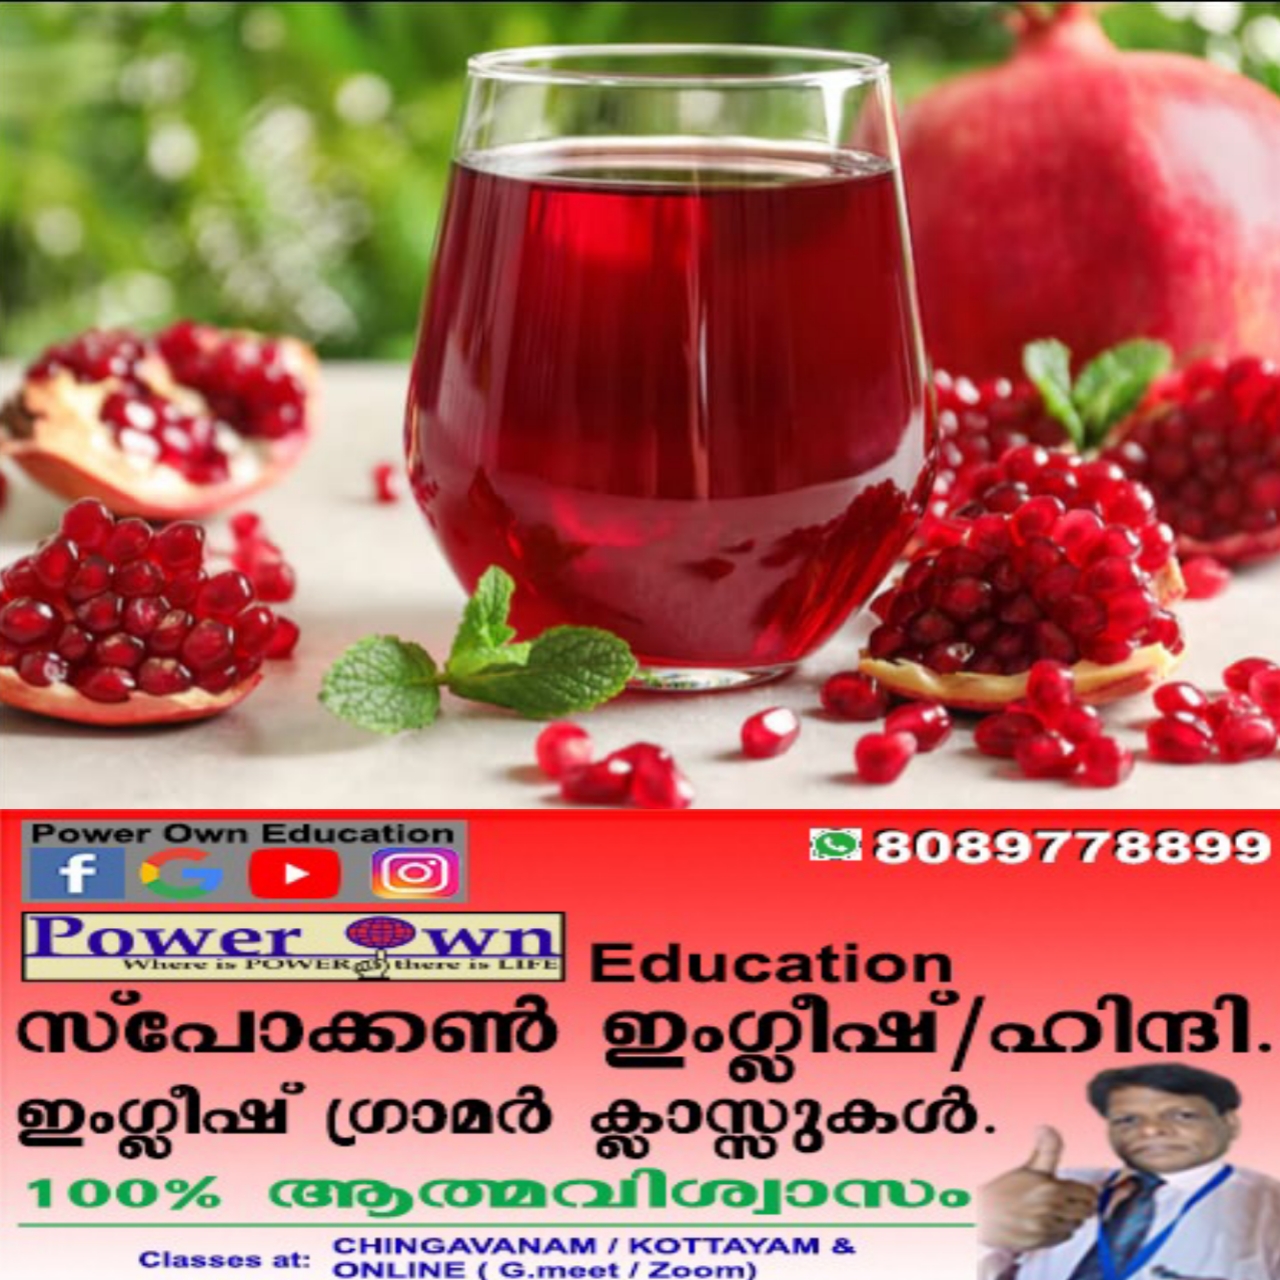 Power Own Education
8089778899
Power Own
Where is POWER there is LIFE
Education
സ്പോക്കൺ ഇംഗ്ലീഷ്/ഹിന്ദി.
ഇംഗ്ലീഷ് ഗ്രാമർ ക്ലാസ്സുകൾ.
100% ആത്മവിശ്വാസം
Classes at: CHINGAVANAM / KOTTAYAM &
ONLINE ( G.meet / Zoom)